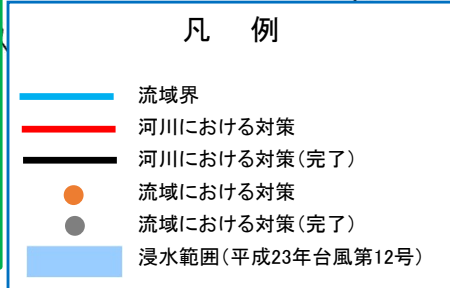 凡　例
流域界
河川における対策
河川における対策(完了)
流域における対策
流域における対策(完了)
浸水範囲(平成23年台風第12号)